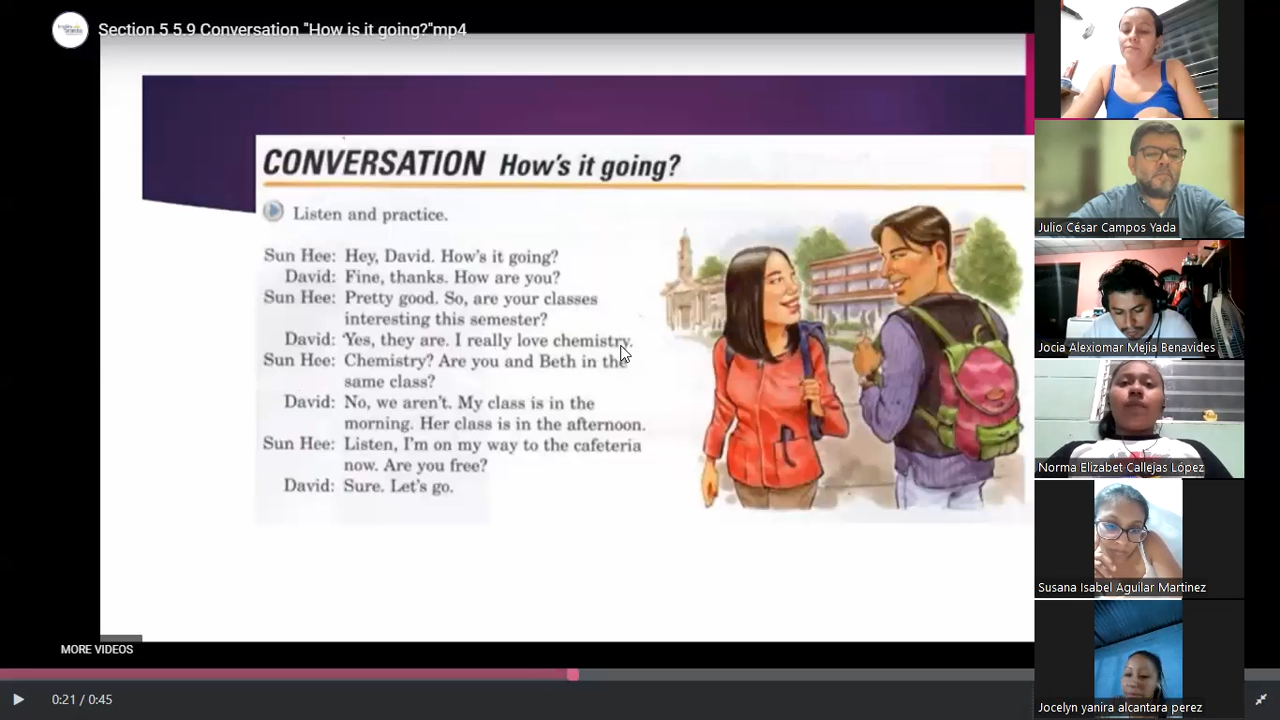 Section 5 5.9 Conversation "How is it going?"mp4
CONVERSATION How's it going?
Listen and practice.
Sun Hee: Hey, David. How's it going?
David: Fine, thanks. How are you?
Sun Hee: Pretty good. So, are your classes
interesting this semester?
David: Yes, they are. I really love chemistry.
Sun Hee: Chemistry? Are you and Beth in the
same class?
David: No, we aren't. My class is in the
morning. Her class is in the afternoon.
Sun Hee: Listen, I'm on my way to the cafeteria
now. Are you free?
David: Sure. Let's go.
MORE VIDEOS
0:21 / 0:45
Julio César Campos Yada
Jocia Alexiomar Mejia Benavides
Norma Elizabet Callejas López
Susana Isabel Aguilar Martinez
Jocelyn yanira alcantara perez